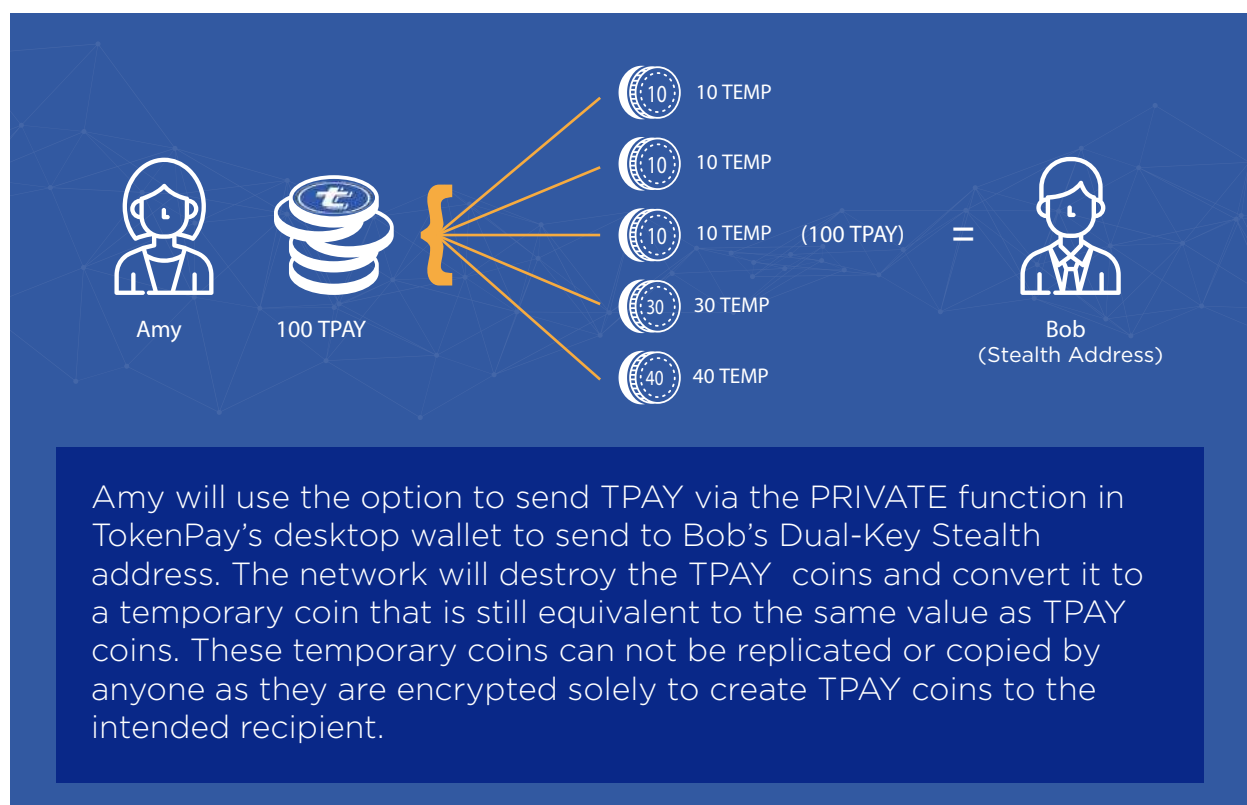 10 10 TEMP
10 10 TEMP
10 10 TEMP (100 TPAY) =
30 30 TEMP
40 40 TEMP
Amy
100 TPAY
Bob
(Stealth Address)
Amy will use the option to send TPAY via the PRIVATE function in
TokenPay’s desktop wallet to send to Bob’s Dual-Key Stealth
address. The network will destroy the TPAY  coins and convert it to
a temporary coin that is still equivalent to the same value as TPAY
coins. These temporary coins can not be replicated or copied by
anyone as they are encrypted solely to create TPAY coins to the
intended recipient.